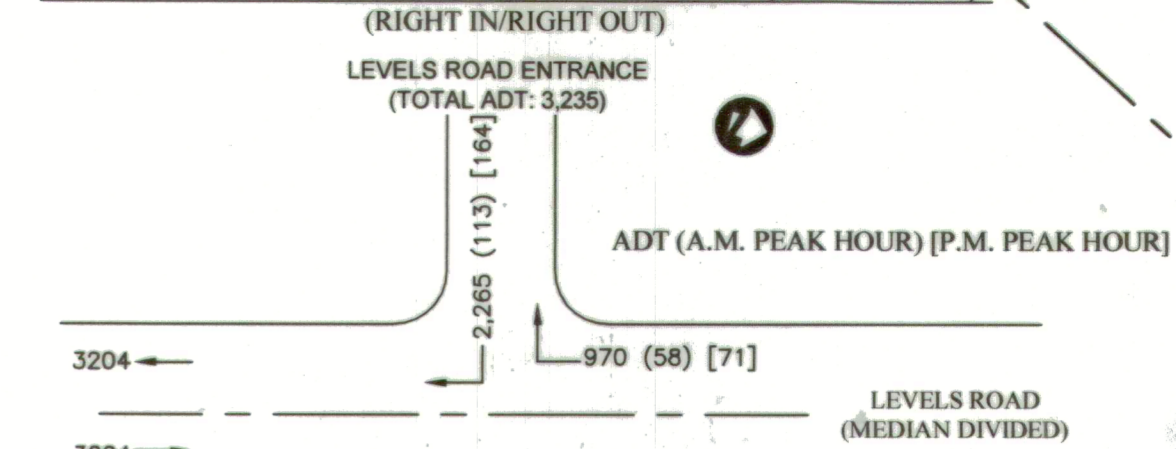 (RIGHT IN/RIGHT OUT)
LEVELS ROAD ENTRANCE
(TOTAL ADT: 3,235)
2,265 (113) [164]
ADT (A.M. PEAK HOUR) [P.M. PEAK HOUR]
3204
970 (58) [71]
LEVELS ROAD
(MEDIAN DIVIDED)